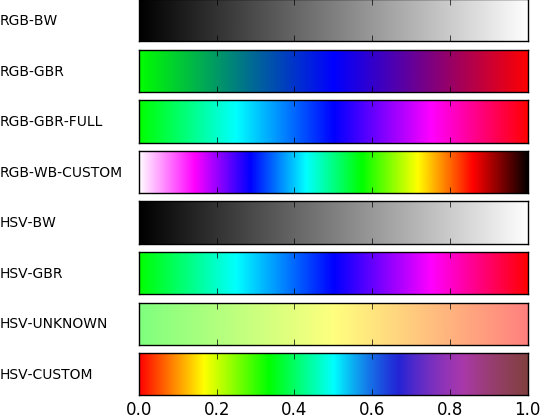 RGB-BW
RGB-GBR
RGB-GBR-FULL
RGB-WB-CUSTOM
HSV-BW
HSV-GBR
HSV-UNKNOWN
HSV-CUSTOM
0.0 0.2 0.4 0.6 0.8 1.0